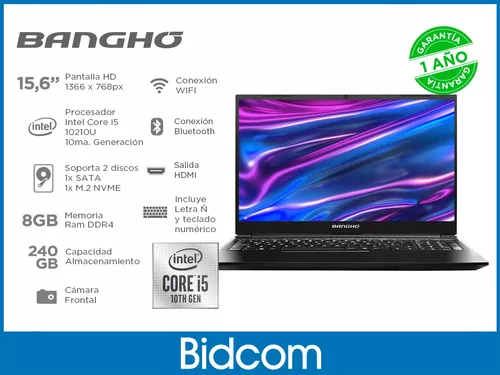 BANGHÓ
15,6”
Pantalla HD
1366 x 768px
Conexión
WIFI
GARANTÍA
1 AÑO
GARANTÍA
intel
Procesador
Intel Core i5
10210U
10ma. Generación
Conexión
Bluetooth
Soporta 2 discos
1x SATA
1x M.2 NVME
Salida
HDMI
8GB
Memoria
Ram DDR4
Incluye
Letra Ñ
y teclado
numérico
240
GB
Capacidad
Almacenamiento
intel
CORE i5
10TH GEN
Cámara
Frontal
BANGHO
Bidcom